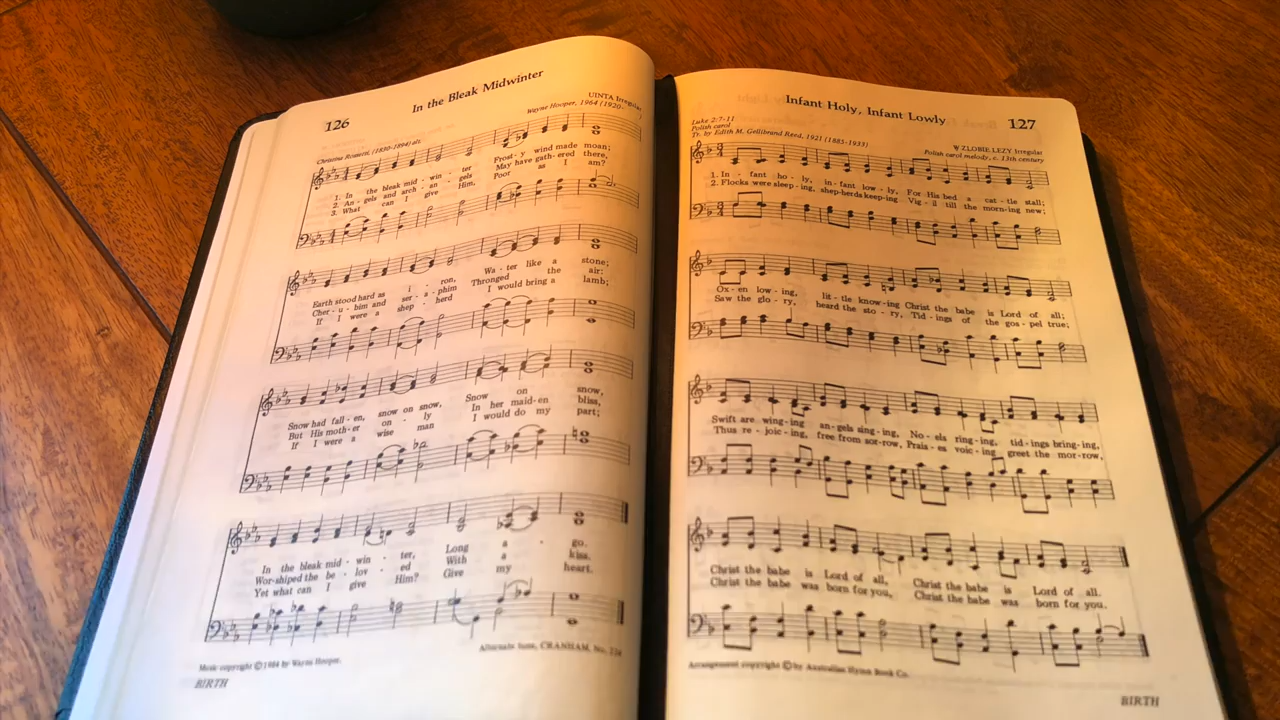 126
In the Bleak Midwinter
UINTA Irregular
Christina Rossetti, (1830-1894) alt.
Wayne Hooper, 1964 (1920-
1. In the bleak mid - win - ter Frost - y wind made moan;
2. An - gels and arch - an - gels May have gath - ered there,
3. What can I give Him, Poor as I am?
Earth stood hard as i - ron, Wa - ter like a stone;
Cher - u - bim and ser - a - phim Thronged the air:
If I were a shep - herd I would bring a lamb;
Snow had fall - en, snow on snow, Snow on snow,
But His moth - er on - ly In her maid - en bliss,
If I were a wise man I would do my part;
In the bleak mid - win - ter, Long a - go.
Wor - shiped the be - lov - ed With a kiss.
Yet what can I give Him? Give my heart.
Music copyright © 1984 by Wayne Hooper.
Alternate tune, CRANHAM, No. 224
BIRTH
Infant Holy, Infant Lowly
127
Luke 2:7-11
Polish carol
Tr. by Edith M. Gellibrand Reed, 1921 (1885-1933)
W ZLOBIE LEZY Irregular
Polish carol melody, c. 13th century
1. In - fant ho - ly, in - fant low - ly, For His bed a cat - tle stall;
2. Flocks were sleep - ing, shep - herds keep - ing Vig - il till the morn - ing new;
Ox - en low - ing, lit - tle know - ing Christ the babe is Lord of all;
Saw the glo - ry, heard the sto - ry, Tid - ings of the gos - pel true;
Swift are wing - ing an - gels sing - ing, No - els ring - ing, tid - ings bring - ing,
Thus re - joic - ing, free from sor - row, Prais - es voic - ing, greet the mor - row,
Christ the babe is Lord of all, Christ the babe is Lord of all.
Christ the babe was born for you, Christ the babe was born for you.
Arrangement copyright © by Australian Hymn Book Co.
BIRTH